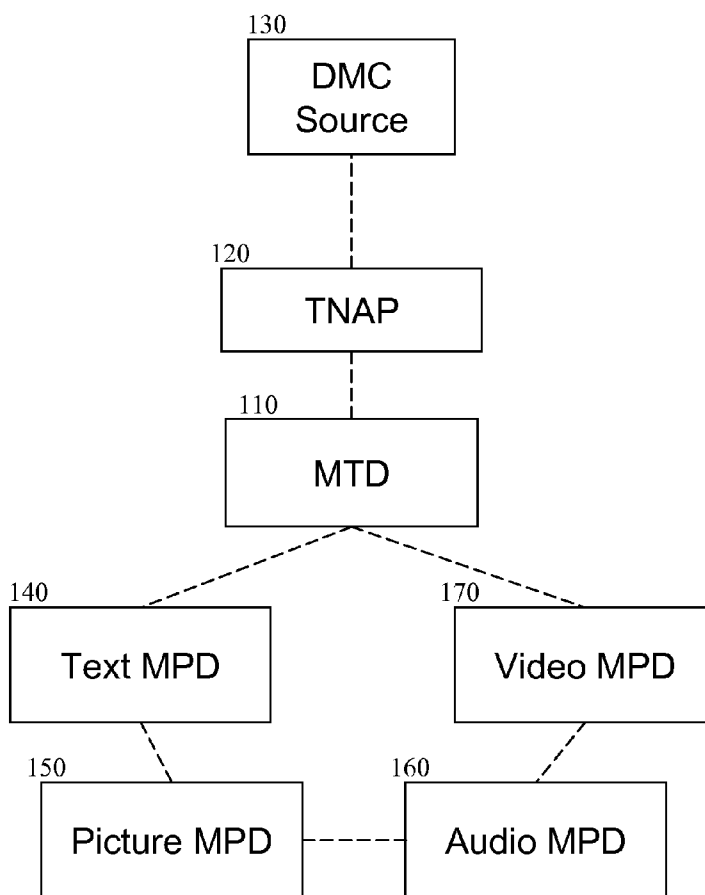 130
DMC
Source
120
TNAP
110
MTD
140
Text MPD
170
Video MPD
150
Picture MPD
160
Audio MPD